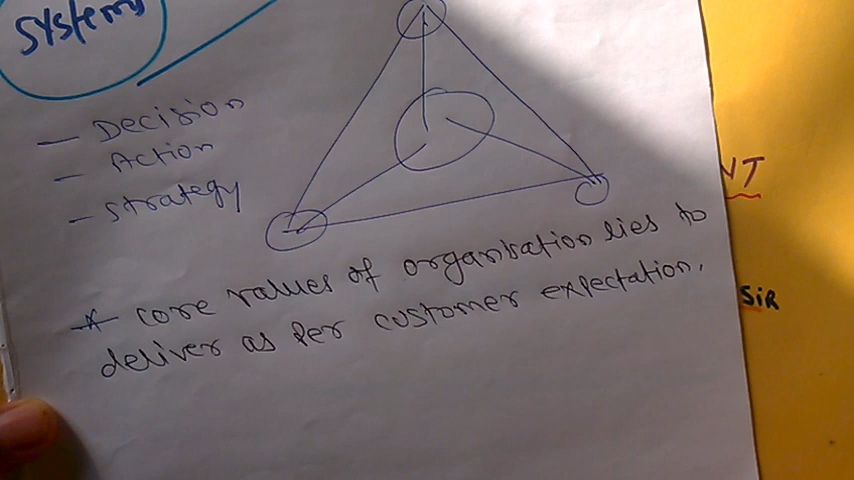 systems
— Decision
— Action
— strategy
* core values of organisation lies to
deliver as per customer expectation.
NT
SIR